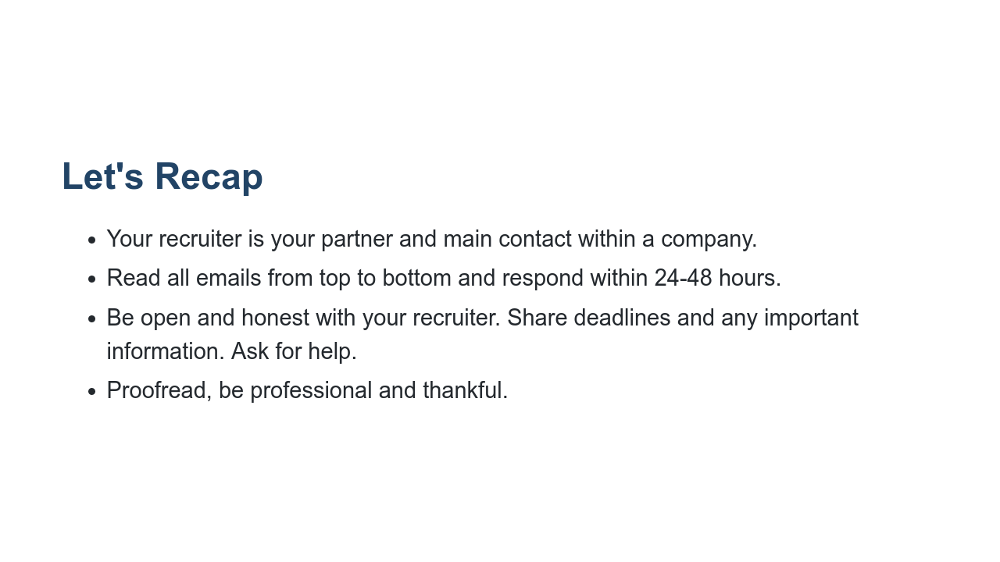 Let's Recap
• Your recruiter is your partner and main contact within a company.
• Read all emails from top to bottom and respond within 24-48 hours.
• Be open and honest with your recruiter. Share deadlines and any important
information. Ask for help.
• Proofread, be professional and thankful.